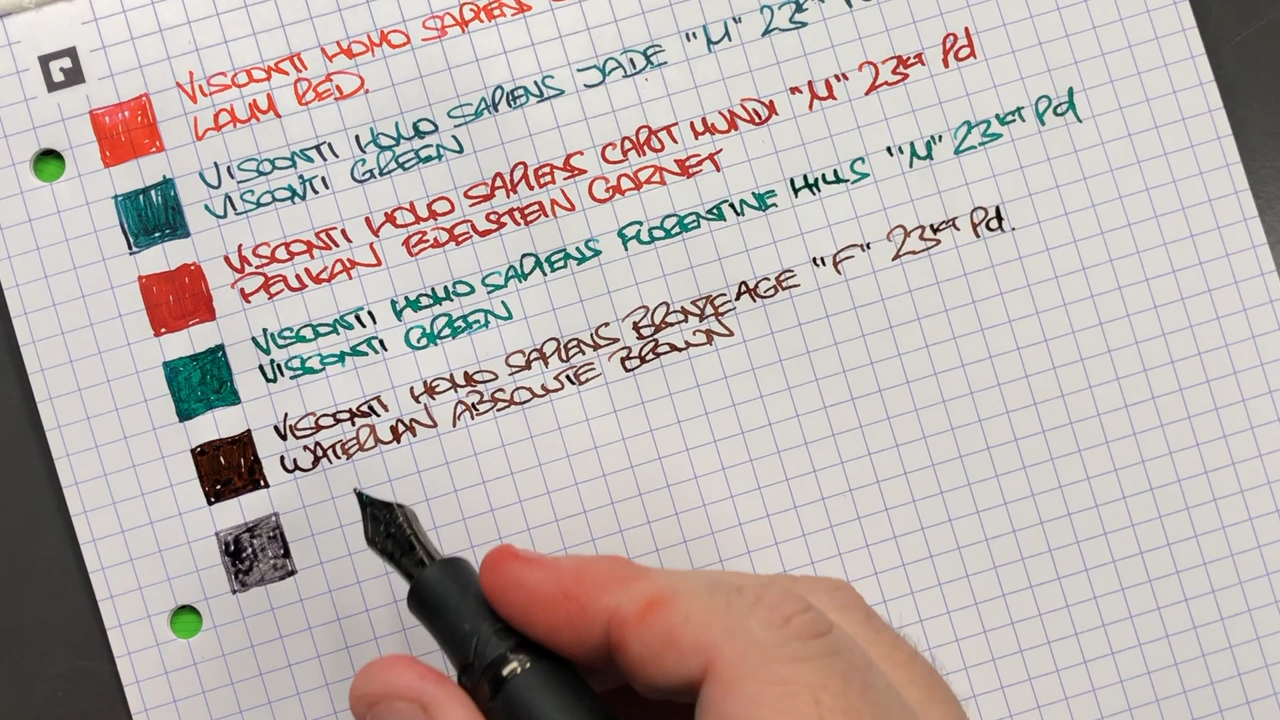 VISCONTI HOMO SAPIENS
LAMY RED.
VISCONTI HOMO SAPIENS JADE "M" 23KT
VISCONTI GREEN
VISCONTI HOMO SAPIENS CAPUT MUNDI "M" 23KT Pd
PELIKAN EDELSTEIN GARNET
VISCONTI HOMO SAPIENS FLORENTINE HILLS "M" 23KT Pd
VISCONTI GREEN
VISCONTI HOMO SAPIENS BRONZE AGE "F" 23KT Pd.
WATERMAN ABSOLUTE BROWN